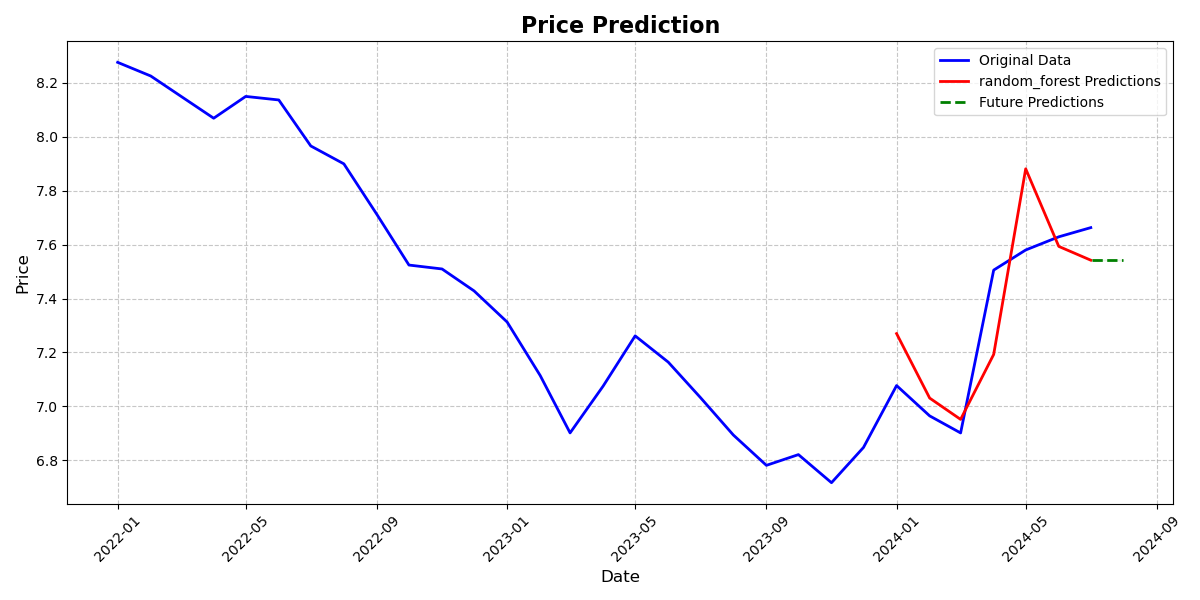 Price Prediction
Original Data
random_forest Predictions
Future Predictions
Price
8.2
8.0
7.8
7.6
7.4
7.2
7.0
6.8
2022-01
2022-05
2022-09
2023-01
2023-05
2023-09
2024-01
2024-05
2024-09
Date